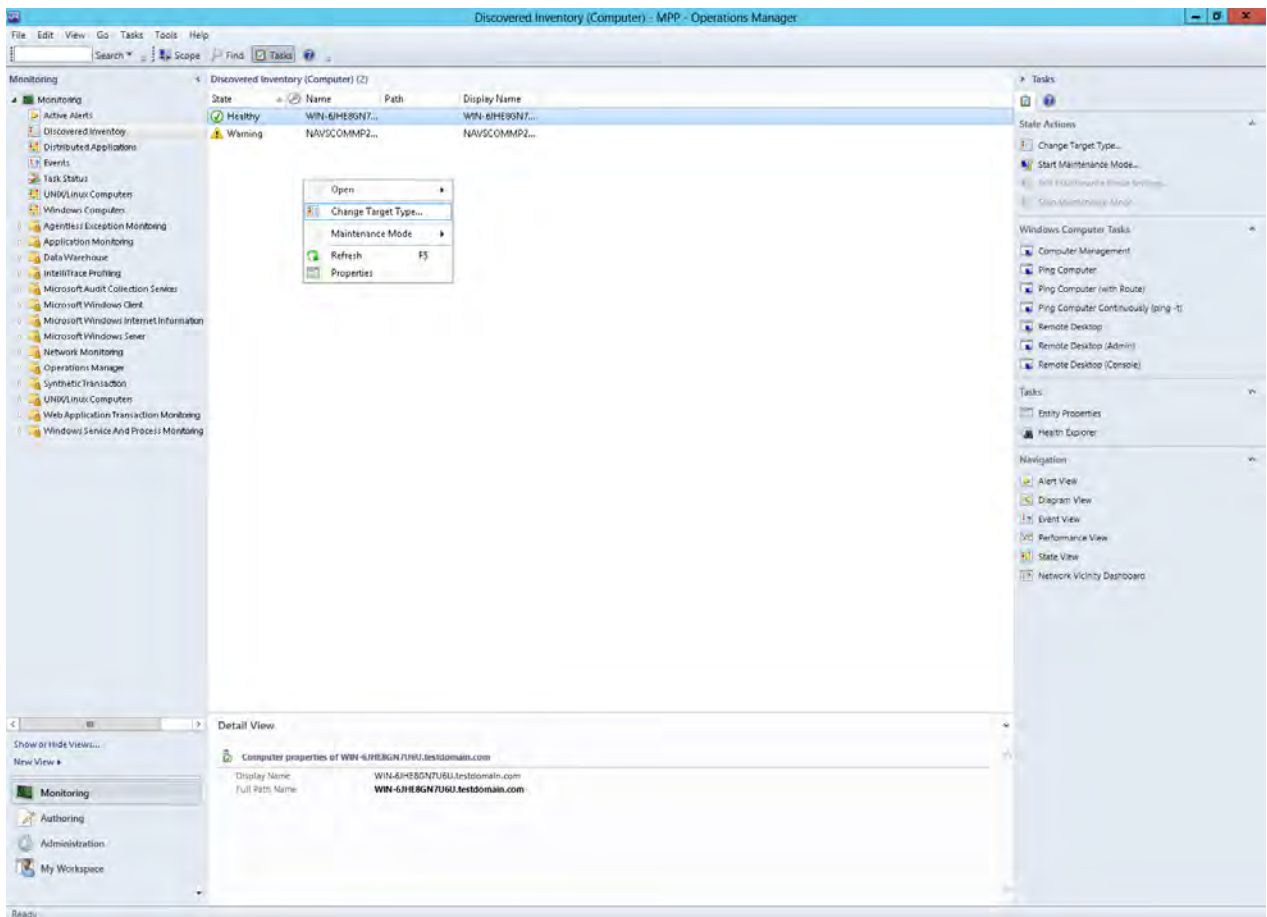 Discovered Inventory (Computer) - MPP - Operations Manager
File Edit View Go Tasks Tools Help
Search Scope Find Tasks
Monitoring
Monitoring
Active Alerts
Discovered Inventory
Distributed Applications
Events
Task Status
UNIX/Linux Computers
Windows Computers
Agentless Exception Monitoring
Application Monitoring
Data Warehouse
IntelliTrace Profiling
Microsoft Audit Collection Services
Microsoft Windows Client
Microsoft Windows Internet Information
Microsoft Windows Server
Network Monitoring
Operations Manager
Synthetic Transaction
UNIX/Linux Computers
Web Application Transaction Monitoring
Windows Service And Process Monitoring
Show or Hide Views...
New View
Monitoring
Authoring
Administration
My Workspace
Ready
Discovered Inventory (Computer) (2)
State Name Path Display Name
Healthy WIN-6JHE8GN7... WIN-6JHE8GN7...
Warning NAVSCOMMP2... NAVSCOMMP2...
Open
Change Target Type...
Maintenance Mode
Refresh F5
Properties
Detail View
Computer properties of WIN-6JHE8GN7U6U.testdomain.com
Display Name WIN-6JHE8GN7U6U.testdomain.com
Full Path Name WIN-6JHE8GN7U6U.testdomain.com
Tasks
State Actions
Change Target Type...
Start Maintenance Mode...
Edit Maintenance Mode Settings...
Stop Maintenance Mode
Windows Computer Tasks
Computer Management
Ping Computer
Ping Computer (with Route)
Ping Computer Continuously (ping -t)
Remote Desktop
Remote Desktop (Admin)
Remote Desktop (Console)
Tasks
Entity Properties
Health Explorer
Navigation
Alert View
Diagram View
Event View
Performance View
State View
Network Vicinity Dashboard